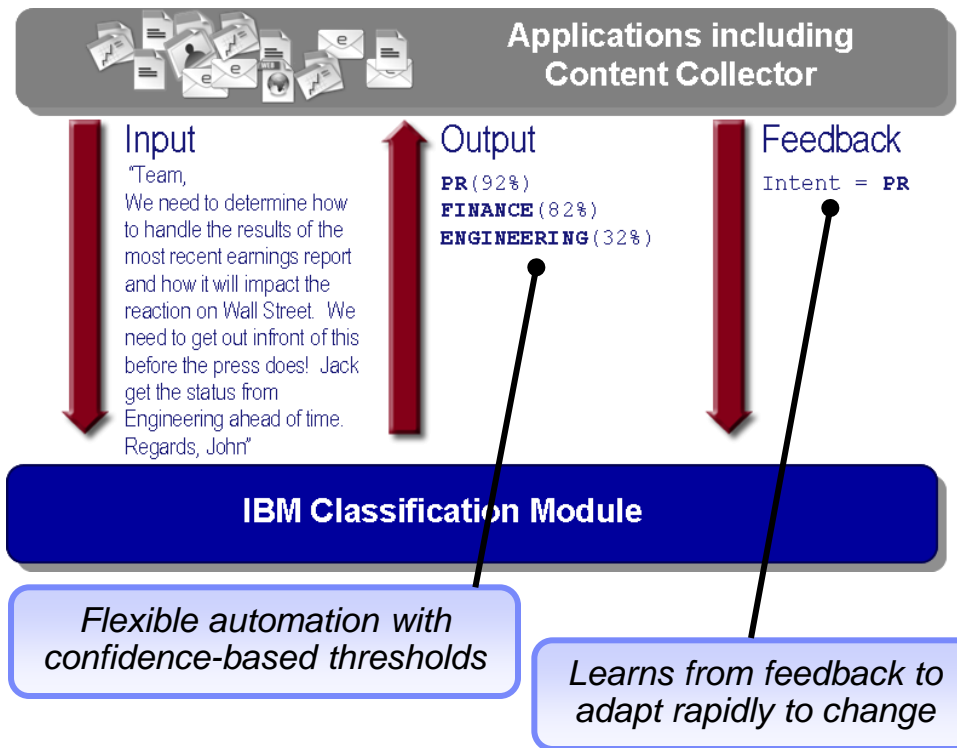 Applications including
Content Collector
Input
"Team,
We need to determine how
to handle the results of the
most recent earnings report
and how it will impact the
reaction on Wall Street. We
need to get out infront of this
before the press does! Jack
get the status from
Engineering ahead of time.
Regards, John"
Output
PR(92%)
FINANCE(82%)
ENGINEERING(32%)
Feedback
Intent = PR
IBM Classification Module
Flexible automation with
confidence-based thresholds
Learns from feedback to
adapt rapidly to change